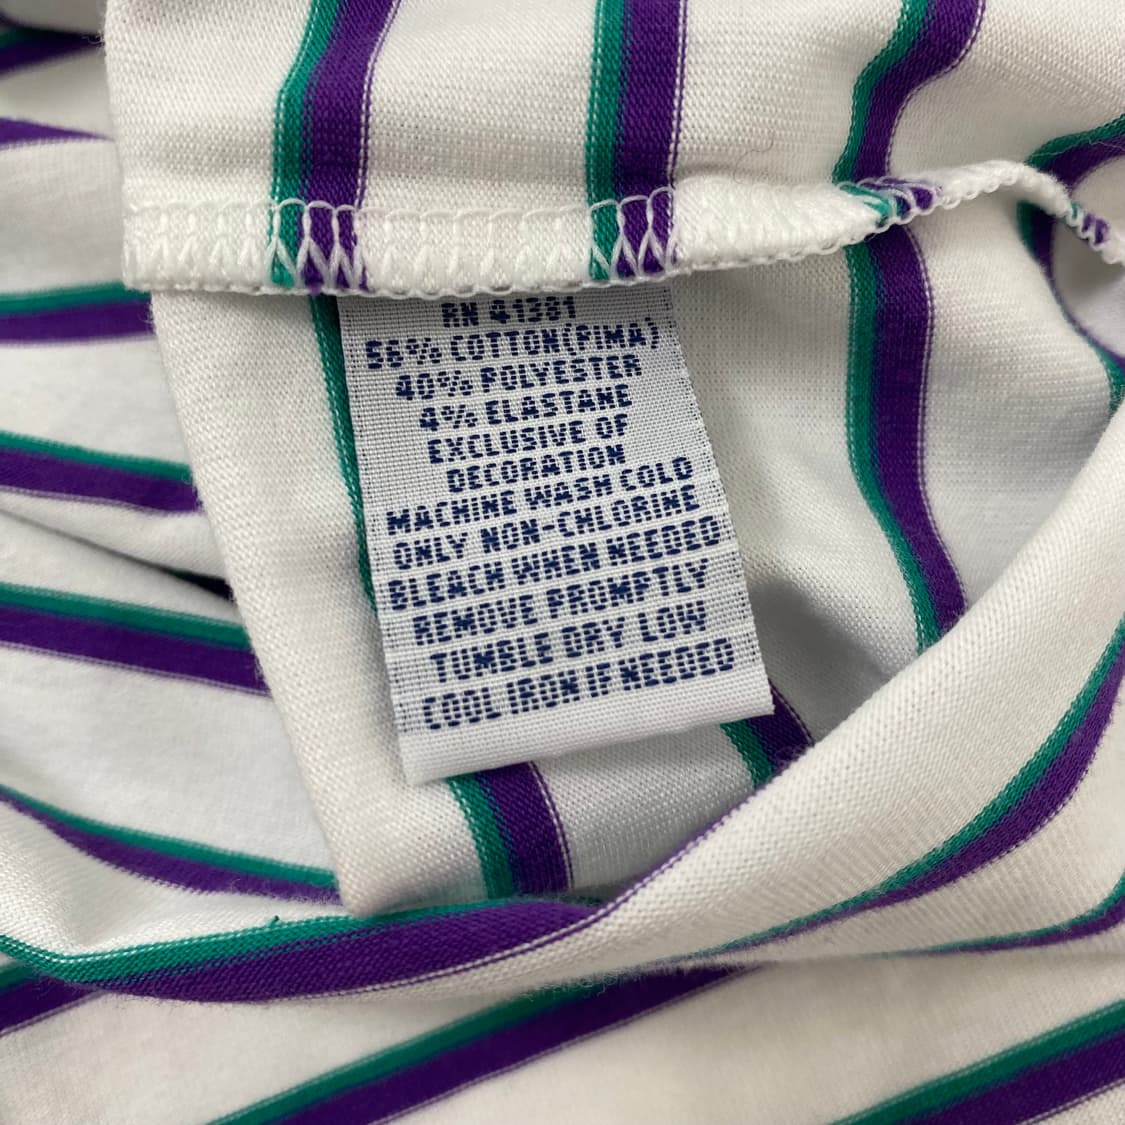 RN 41381
56% COTTON(PIMA)
40% POLYESTER
4% ELASTANE
EXCLUSIVE OF
DECORATION
MACHINE WASH COLD
ONLY NON-CHLORINE
BLEACH WHEN NEEDED
REMOVE PROMPTLY
TUMBLE DRY LOW
COOL IRON IF NEEDED